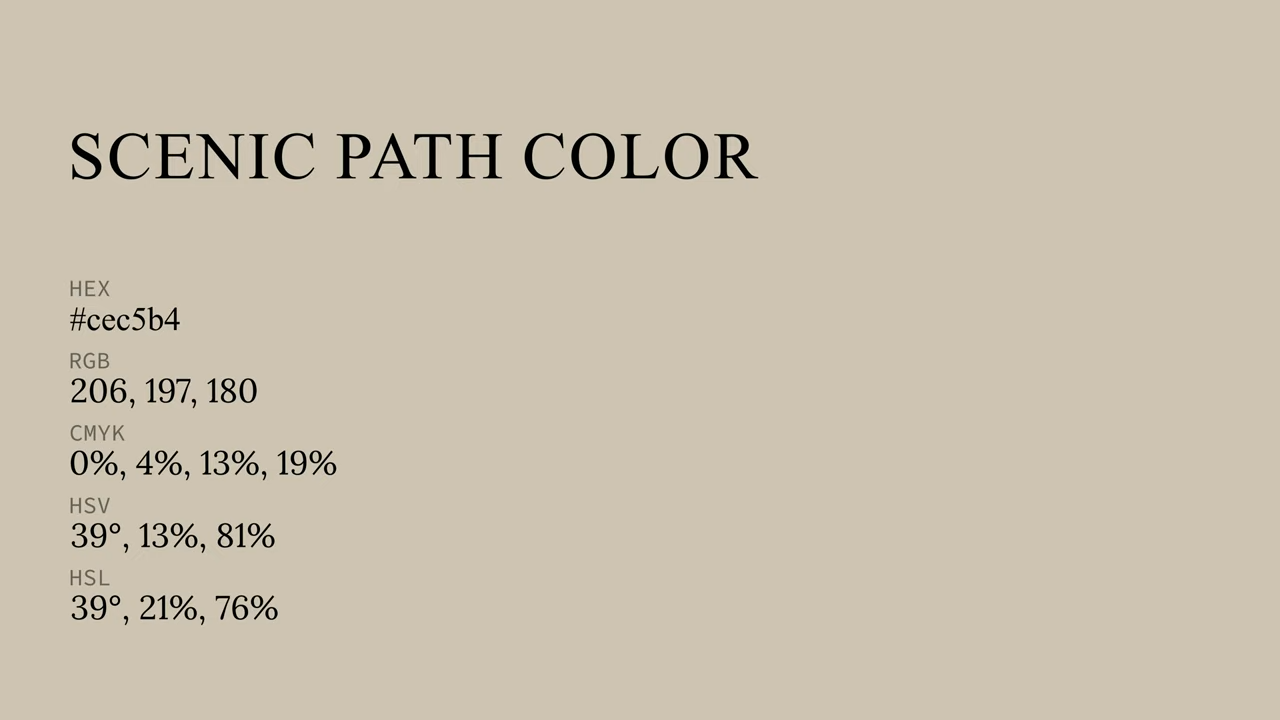 SCENIC PATH COLOR
HEX
#cec5b4
RGB
206, 197, 180
CMYK
0%, 4%, 13%, 19%
HSV
39°, 13%, 81%
HSL
39°, 21%, 76%